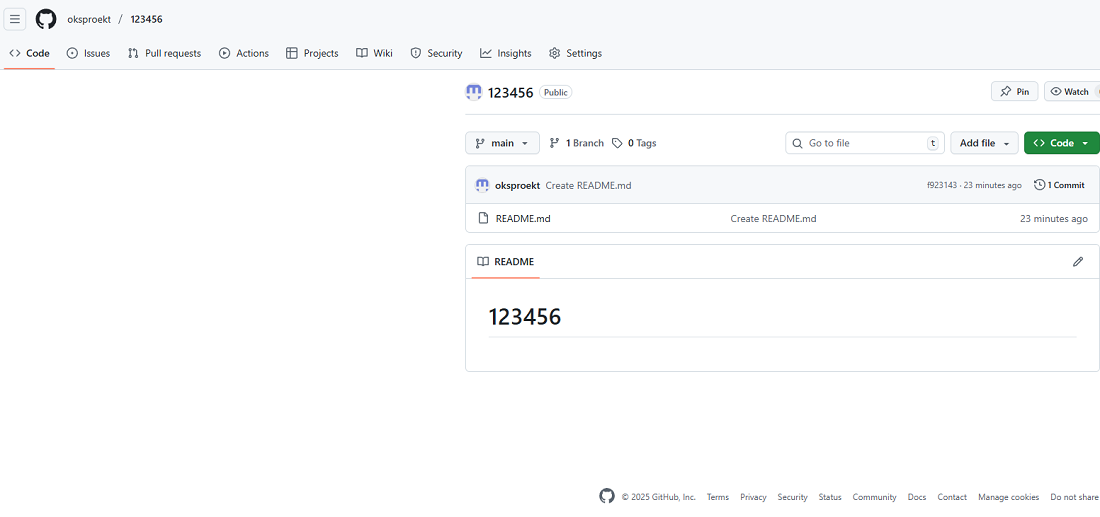 oksproekt / 123456
Code Issues Pull requests Actions Projects Wiki Security Insights Settings
123456 Public Pin Watch
main 1 Branch 0 Tags Go to file t Add file Code
oksproekt Create README.md f923143 · 23 minutes ago 1 Commit
README.md Create README.md 23 minutes ago
README
123456
© 2025 GitHub, Inc. Terms Privacy Security Status Community Docs Contact Manage cookies Do not share